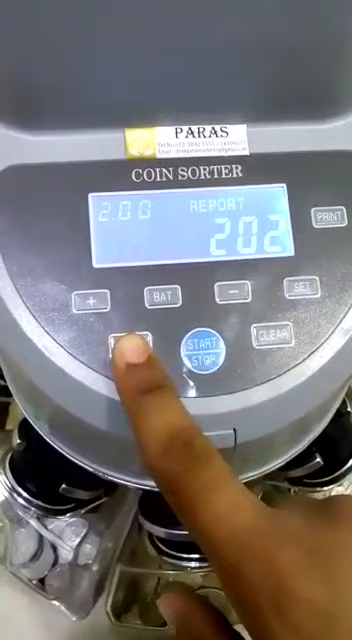 PARAS
COIN SORTER
2.00 REPORT
202
PRINT
+ BAT - SET
START
STOP
CLEAR